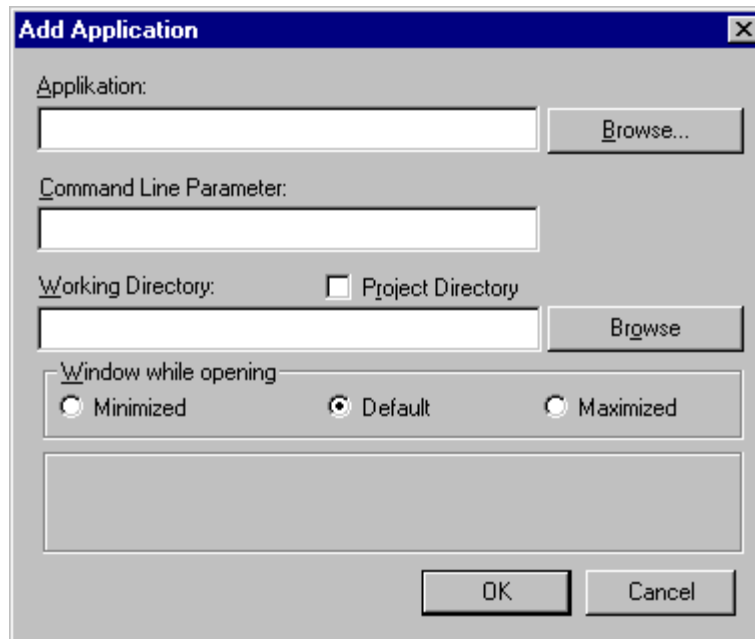 Add Application
Applikation:
Browse...
Command Line Parameter:
Working Directory: Project Directory
Browse
Window while opening
Minimized Default Maximized
OK Cancel